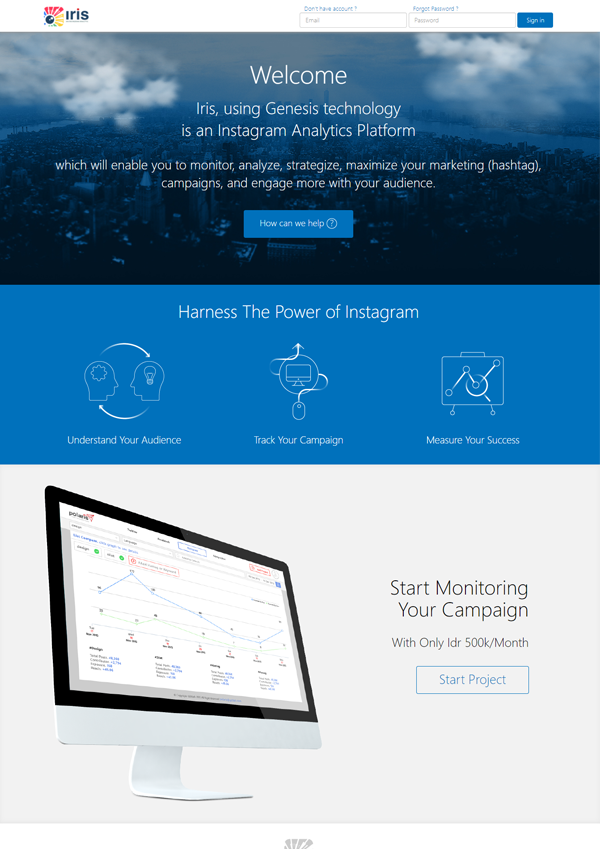 ıris
Don't have account ?
Forgot Password ?
Email
Password
Sign in
Welcome
Iris, using Genesis technology
is an Instagram Analytics Platform
which will enable you to monitor, analyze, strategize, maximize your marketing (hashtag),
campaigns, and engage more with your audience.
How can we help ?
Harness The Power of Instagram
Understand Your Audience
Track Your Campaign
Measure Your Success
polaris
Start Monitoring
Your Campaign
With Only Idr 500k/Month
Start Project